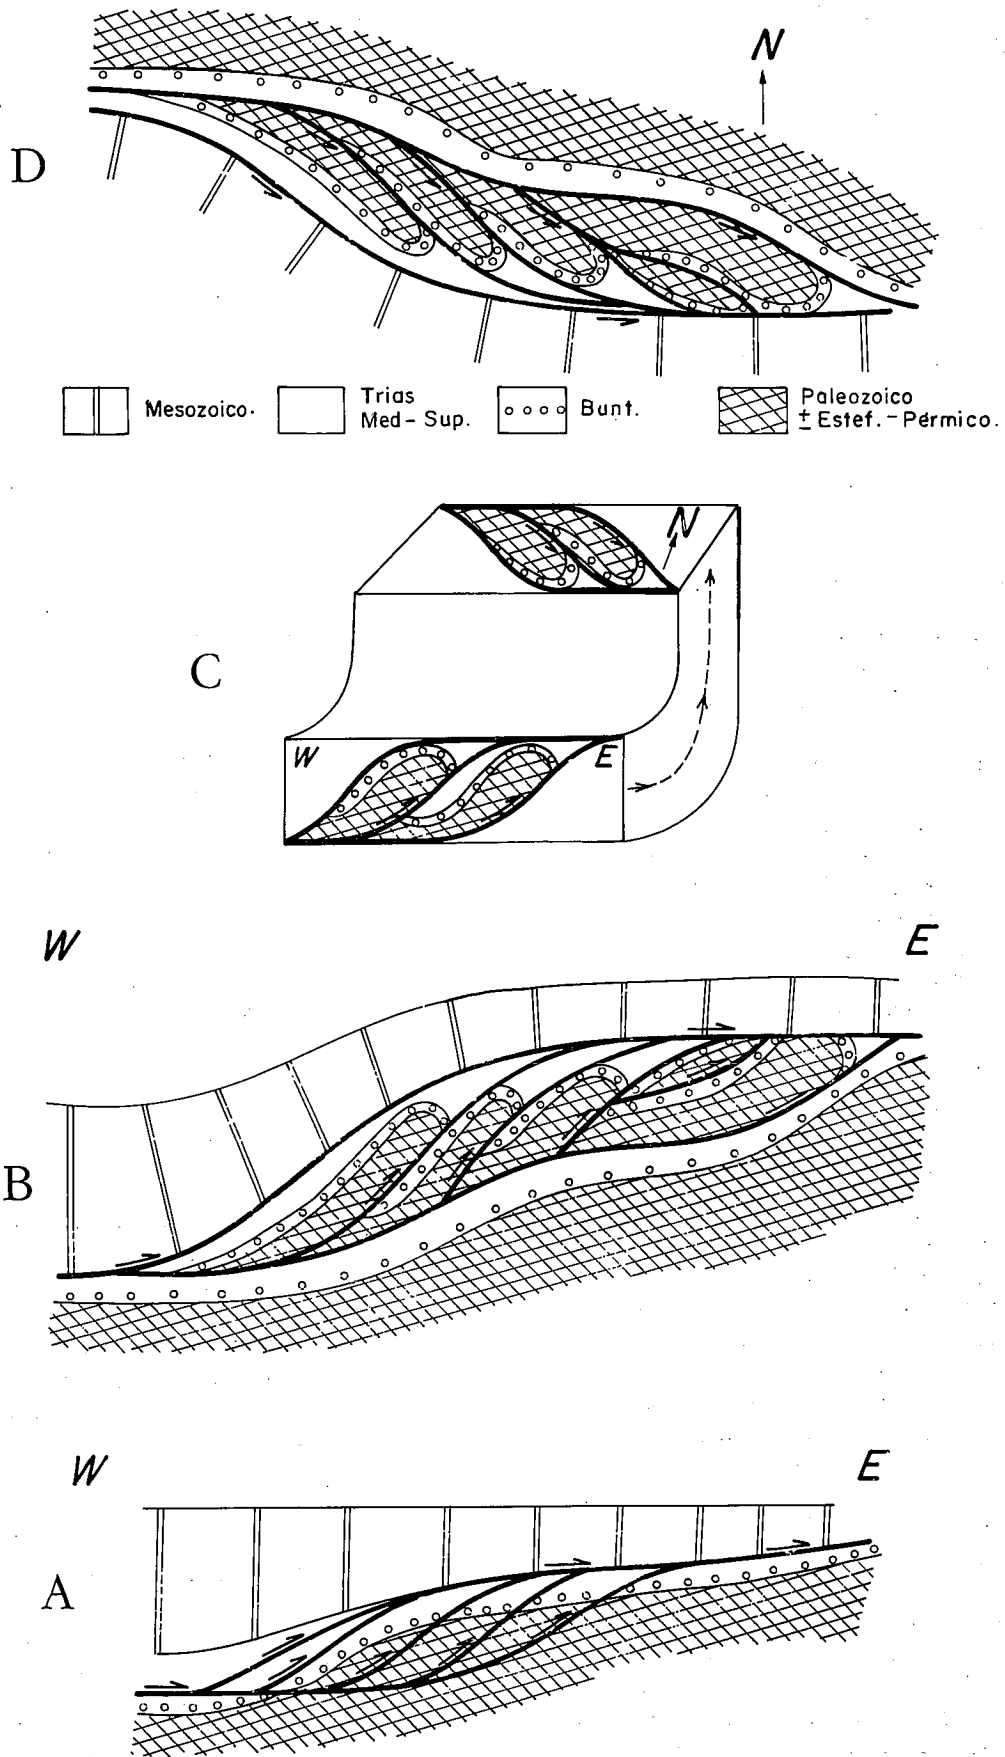 N
D
Mesozoico.
Trias
Med-Sup.
Bunt.
Paleozoico
± Estef.-Pérmico.
N
C
W E
W E
B
W E
A